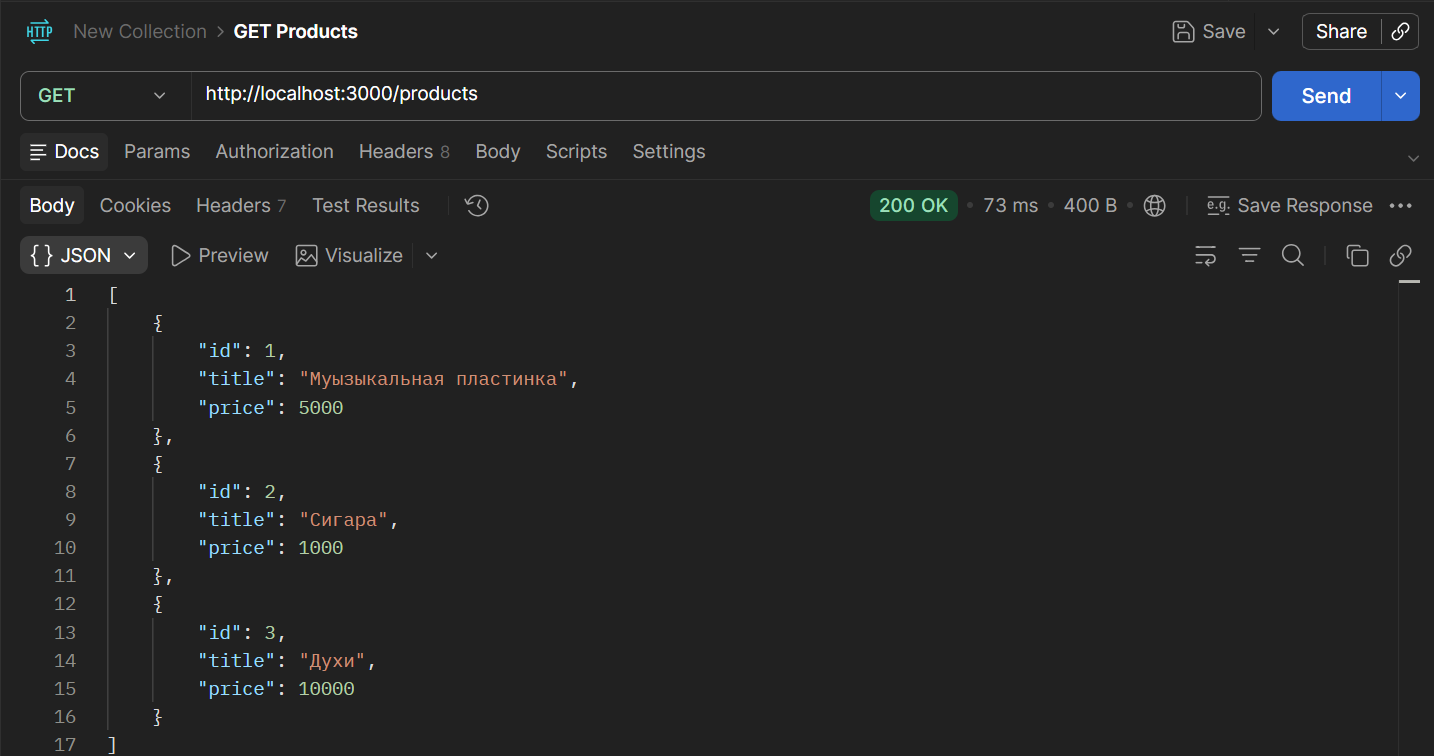 HTTP New Collection > GET Products Save Share
GET http://localhost:3000/products Send
Docs Params Authorization Headers 8 Body Scripts Settings
Body Cookies Headers 7 Test Results 200 OK • 73 ms • 400 B • e.g. Save Response •••
{} JSON Preview Visualize
1 [
2 {
3 "id": 1,
4 "title": "Муызыкальная пластинка",
5 "price": 5000
6 },
7 {
8 "id": 2,
9 "title": "Сигара",
10 "price": 1000
11 },
12 {
13 "id": 3,
14 "title": "Духи",
15 "price": 10000
16 }
17 ]